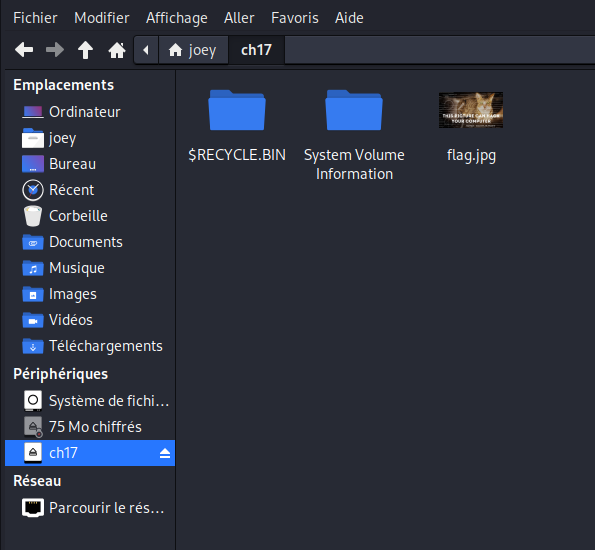 Fichier Modifier Affichage Aller Favoris Aide
joey ch17
Emplacements
Ordinateur
joey
Bureau
Récent
Corbeille
Documents
Musique
Images
Vidéos
Téléchargements
Périphériques
Système de fichi...
75 Mo chiffrés
ch17
Réseau
Parcourir le rés...
$RECYCLE.BIN
System Volume
Information
THIS PICTURE CAN HACK
YOUR COMPUTER
flag.jpg